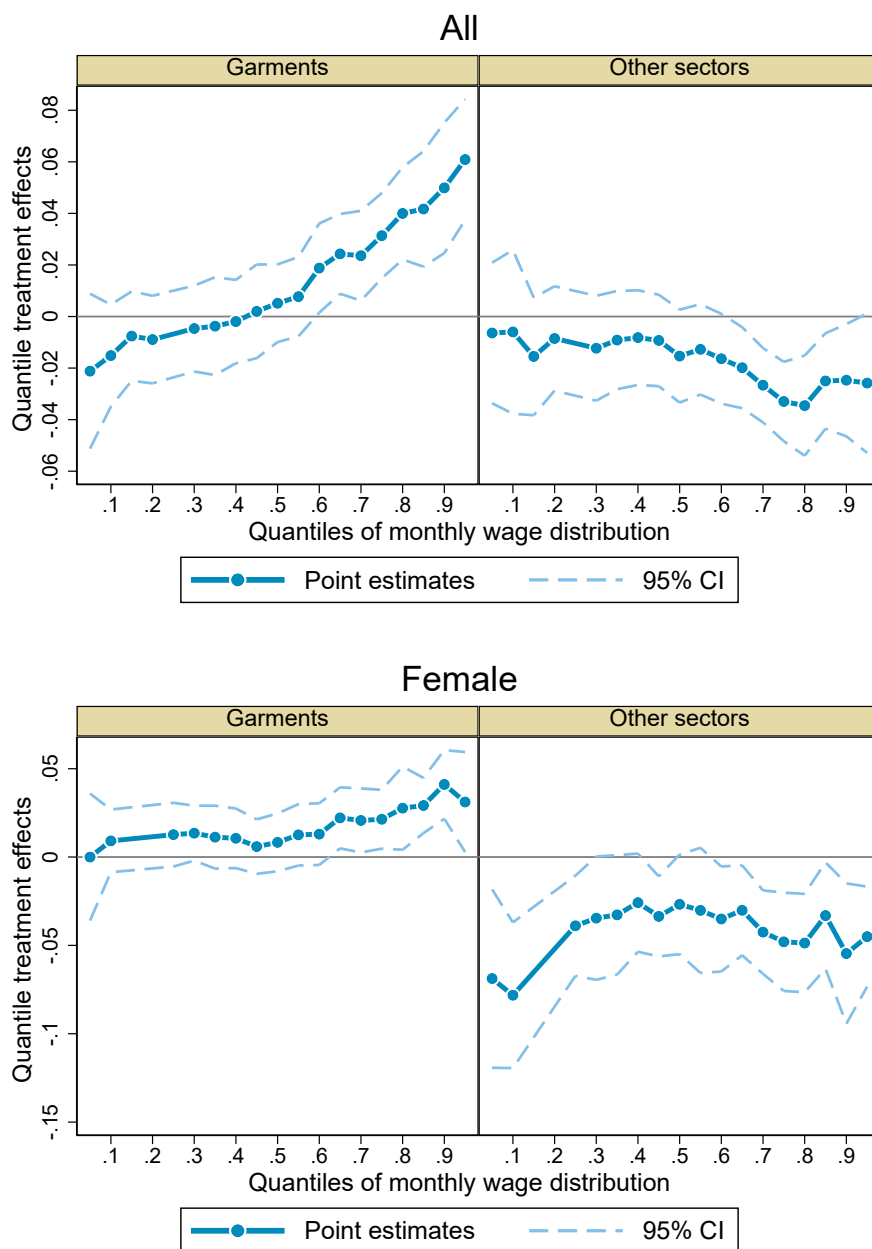 All
Garments
Other sectors
Quantile treatment effects
.08
.06
.04
.02
0
-.02
-.04
-.06
.1 .2 .3 .4 .5 .6 .7 .8 .9 .1 .2 .3 .4 .5 .6 .7 .8 .9
Quantiles of monthly wage distribution
Point estimates 95% CI
Female
Garments
Other sectors
Quantile treatment effects
.05
0
-.05
-.1
-.15
.1 .2 .3 .4 .5 .6 .7 .8 .9 .1 .2 .3 .4 .5 .6 .7 .8 .9
Quantiles of monthly wage distribution
Point estimates 95% CI